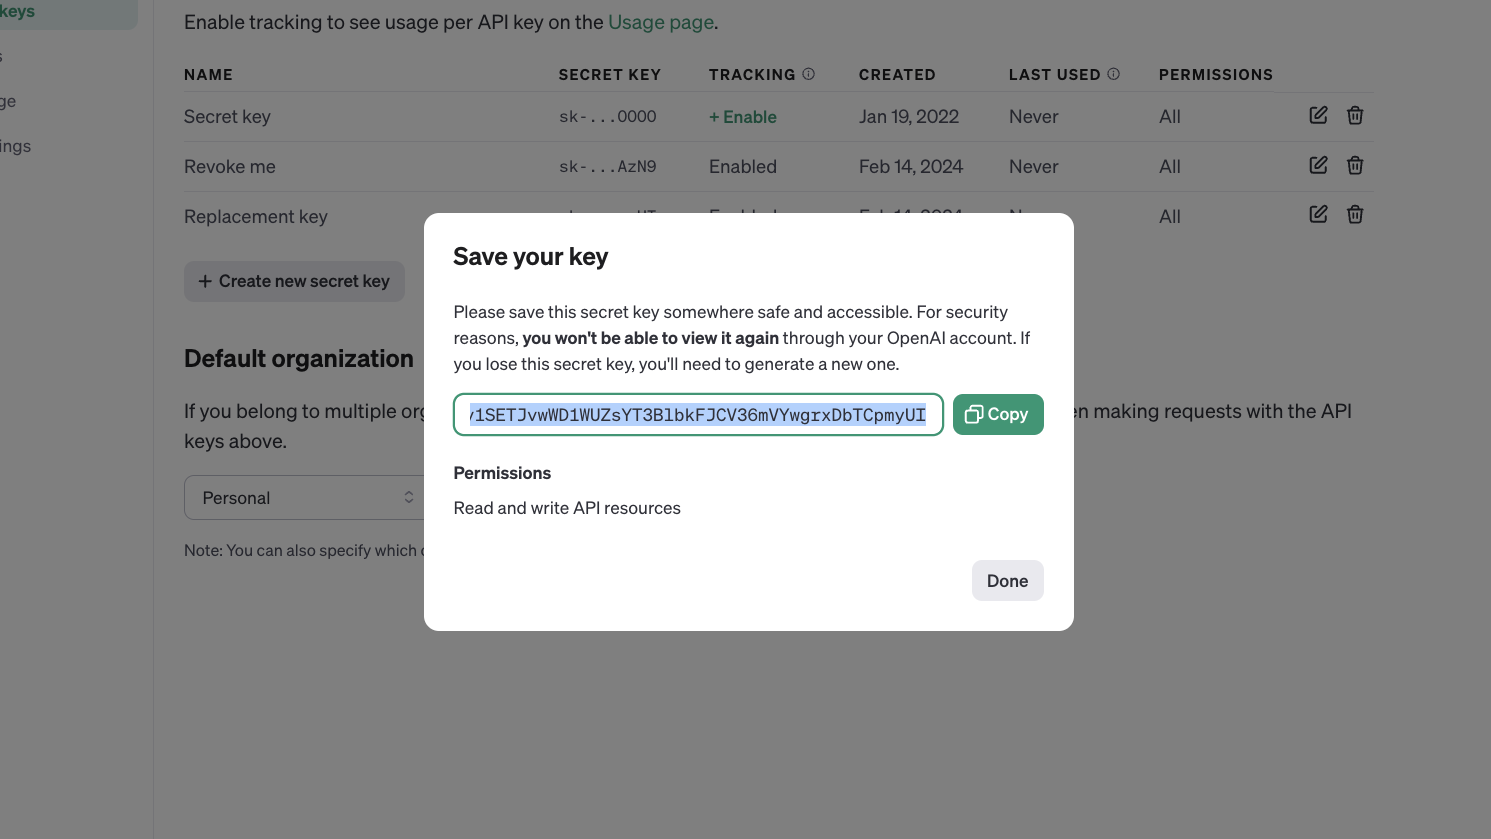 keys
Enable tracking to see usage per API key on the Usage page.
NAME SECRET KEY TRACKING CREATED LAST USED PERMISSIONS
Secret key sk-...0000 + Enable Jan 19, 2022 Never All
ge
ings
Revoke me sk-...AzN9 Enabled Feb 14, 2024 Never All
Replacement key All
+ Create new secret key
Default organization
If you belong to multiple org
en making requests with the API
keys above.
Personal
Note: You can also specify which
Save your key
Please save this secret key somewhere safe and accessible. For security
reasons, you won't be able to view it again through your OpenAI account. If
you lose this secret key, you'll need to generate a new one.
1SETJvwWD1WUZsYT3BlbkFJCV36mVYwgrxDbTCpmyUI Copy
Permissions
Read and write API resources
Done